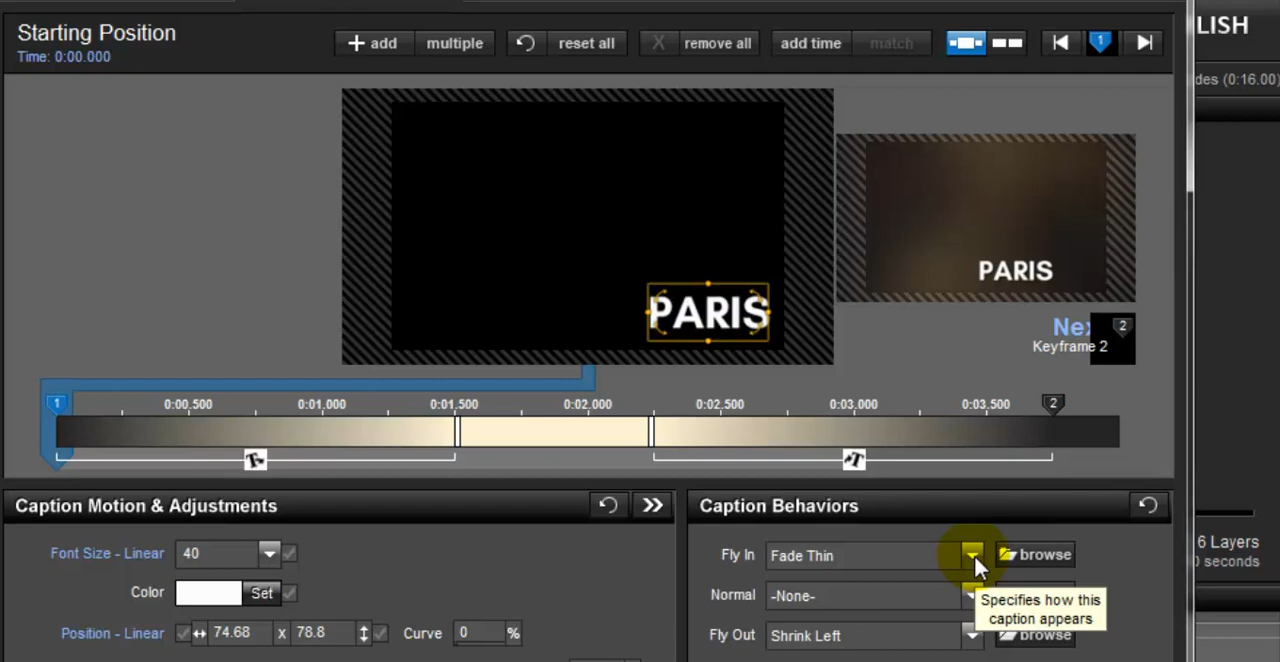 Starting Position
Time: 0:00.000
add multiple reset all X remove all add time match 1
LISH
des (0:16.00)
PARIS
PARIS
Nex 2
Keyframe 2
1 0:00.500 0:01.000 0:01.500 0:02.000 0:02.500 0:03.000 0:03.500 2
T T
Caption Motion & Adjustments
Caption Behaviors
Font Size - Linear 40
Color Set
Position - Linear 74.68 x 78.8 Curve 0 %
Fly In Fade Thin browse
Normal -None-
Fly Out Shrink Left browse
Specifies how this
caption appears
6 Layers
0 seconds